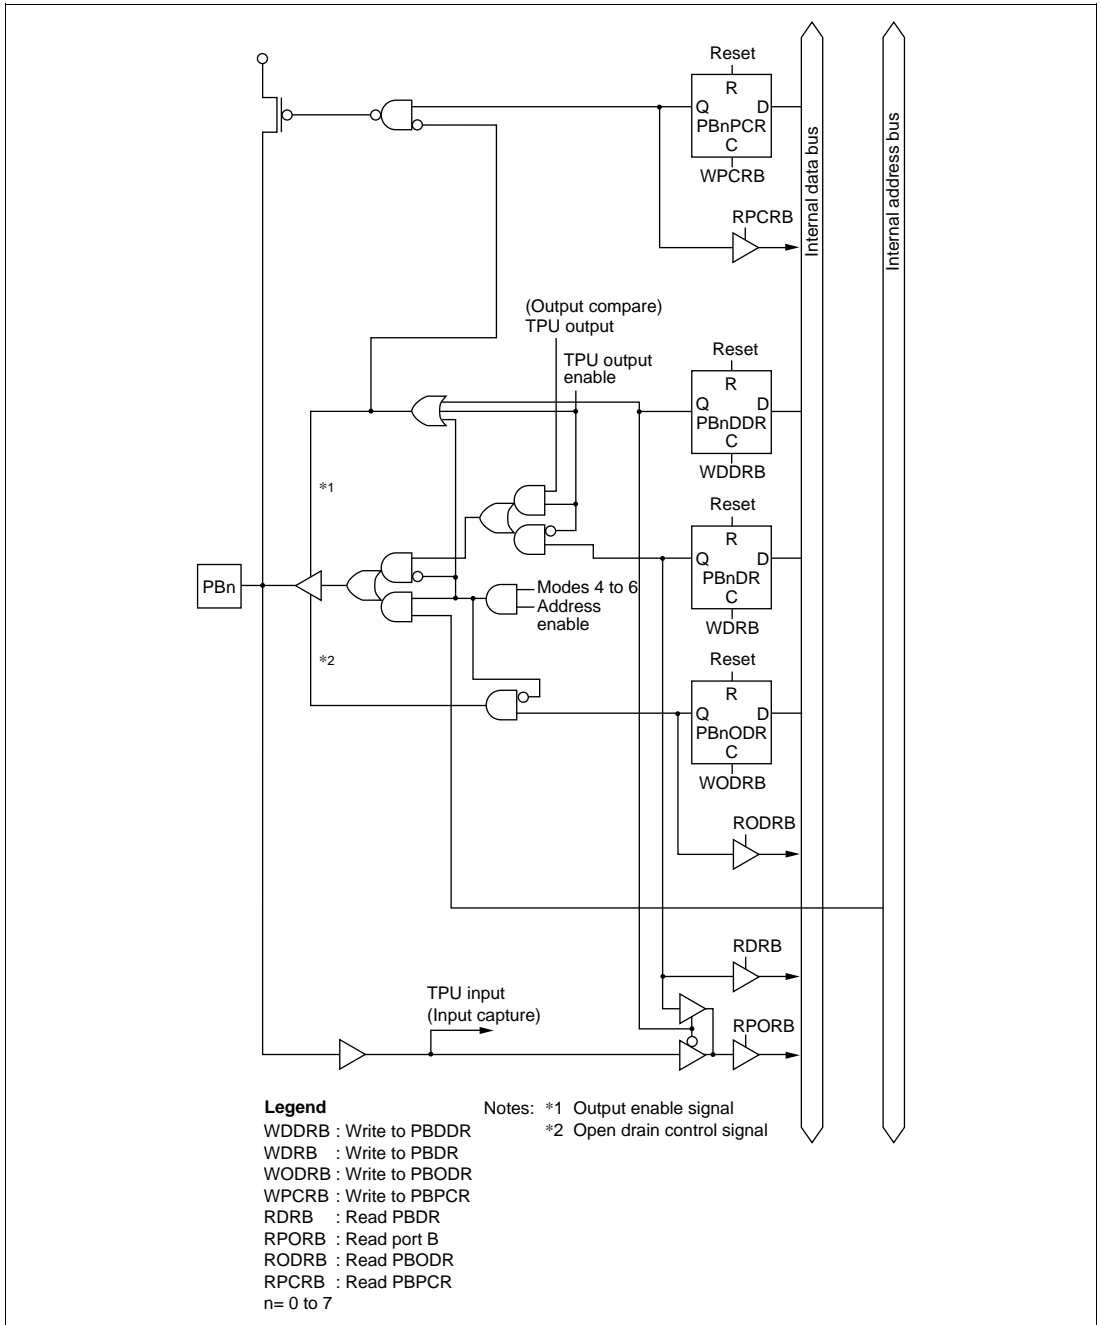 Reset
R
Q D
PBnPCR
C
WPCRB
RPCRB
Internal data bus
Internal address bus
(Output compare)
TPU output
TPU output
enable
Reset
R
Q D
PBnDDR
C
WDDRB
*1
Reset
R
Q D
PBnDR
C
WDRB
PBn
Modes 4 to 6
Address
enable
*2
Reset
R
Q D
PBnODR
C
WODRB
RODRB
RDRB
TPU input
(Input capture)
RPORB
Legend
WDDRB : Write to PBDDR
WDRB : Write to PBDR
WODRB : Write to PBODR
WPCRB : Write to PBPCR
RDRB : Read PBDR
RPORB : Read port B
RODRB : Read PBODR
RPCRB : Read PBPCR
n= 0 to 7
Notes: *1 Output enable signal
*2 Open drain control signal